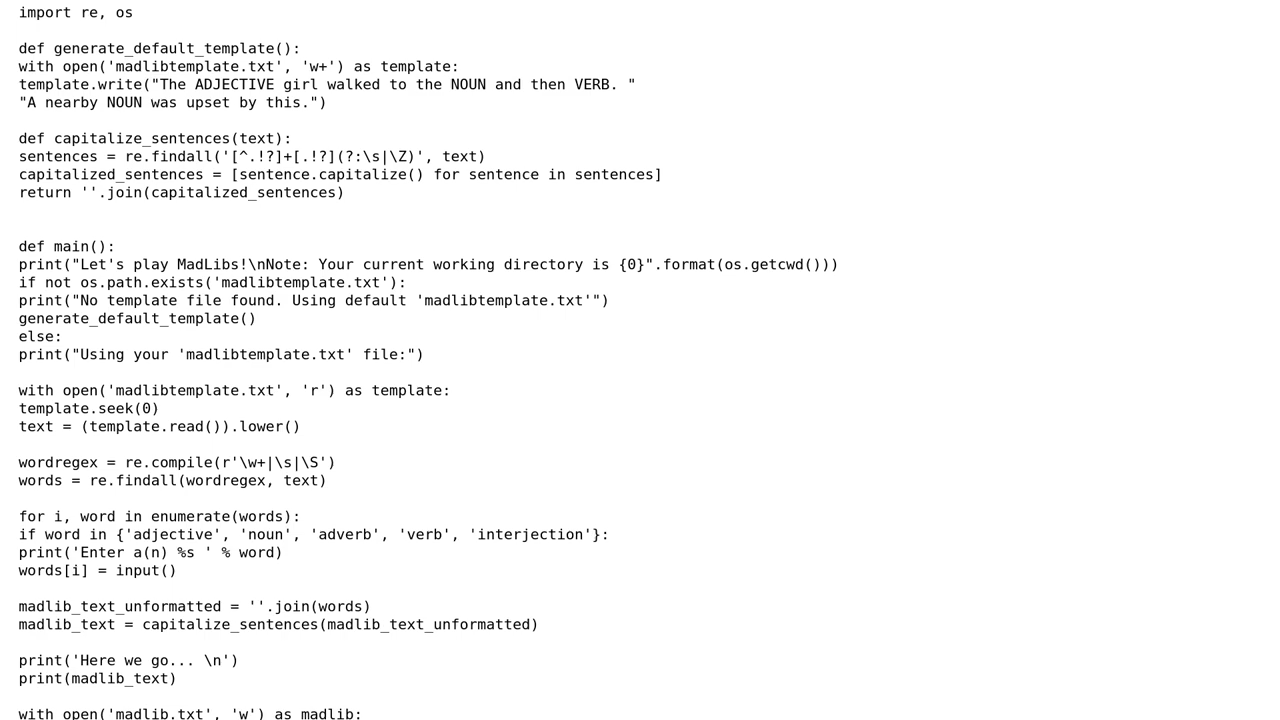 import re, os
def generate_default_template():
with open('madlibtemplate.txt', 'w+') as template:
template.write("The ADJECTIVE girl walked to the NOUN and then VERB. "
"A nearby NOUN was upset by this.")
def capitalize_sentences(text):
sentences = re.findall('[^.!?]+[.!?](?:\s|\Z)', text)
capitalized_sentences = [sentence.capitalize() for sentence in sentences]
return ''.join(capitalized_sentences)
def main():
print("Let's play MadLibs!\nNote: Your current working directory is {0}".format(os.getcwd()))
if not os.path.exists('madlibtemplate.txt'):
print("No template file found. Using default 'madlibtemplate.txt'")
generate_default_template()
else:
print("Using your 'madlibtemplate.txt' file:")
with open('madlibtemplate.txt', 'r') as template:
template.seek(0)
text = (template.read()).lower()
wordregex = re.compile(r'\w+|\s|\S')
words = re.findall(wordregex, text)
for i, word in enumerate(words):
if word in {'adjective', 'noun', 'adverb', 'verb', 'interjection'}:
print('Enter a(n) %s ' % word)
words[i] = input()
madlib_text_unformatted = ''.join(words)
madlib_text = capitalize_sentences(madlib_text_unformatted)
print('Here we go... \n')
print(madlib_text)
with open('madlib.txt', 'w') as madlib: